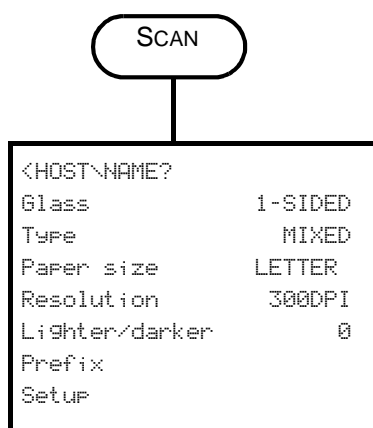 SCAN
<HOST\NAME?
Glass 1-SIDED
Type MIXED
Paper size LETTER
Resolution 300DPI
Lighter/darker 0
Prefix
Setup